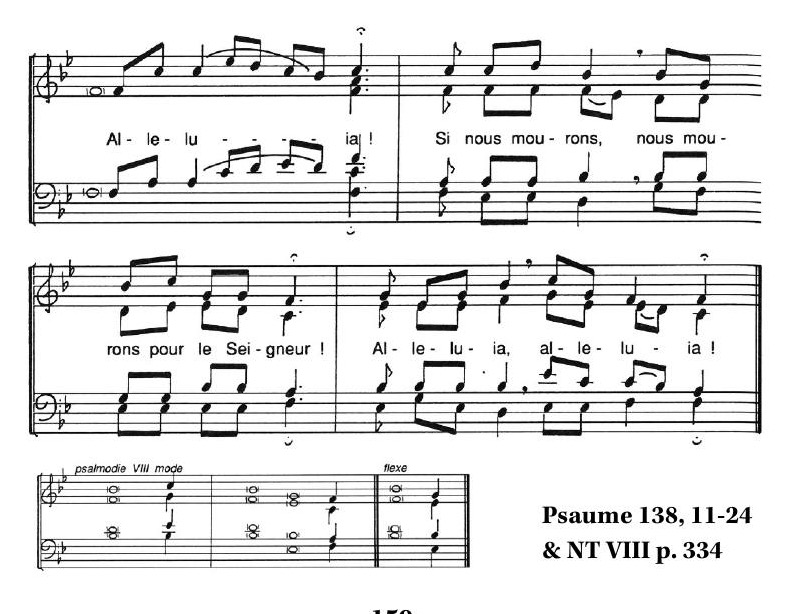 Al - le - lu - - - - ia ! Si nous mou - rons, nous mou -
rons pour le Sei - gneur ! Al - le - lu - ia, al - le - lu - ia !
psalmodie VIII mode flexe
Psaume 138, 11-24
& NT VIII p. 334